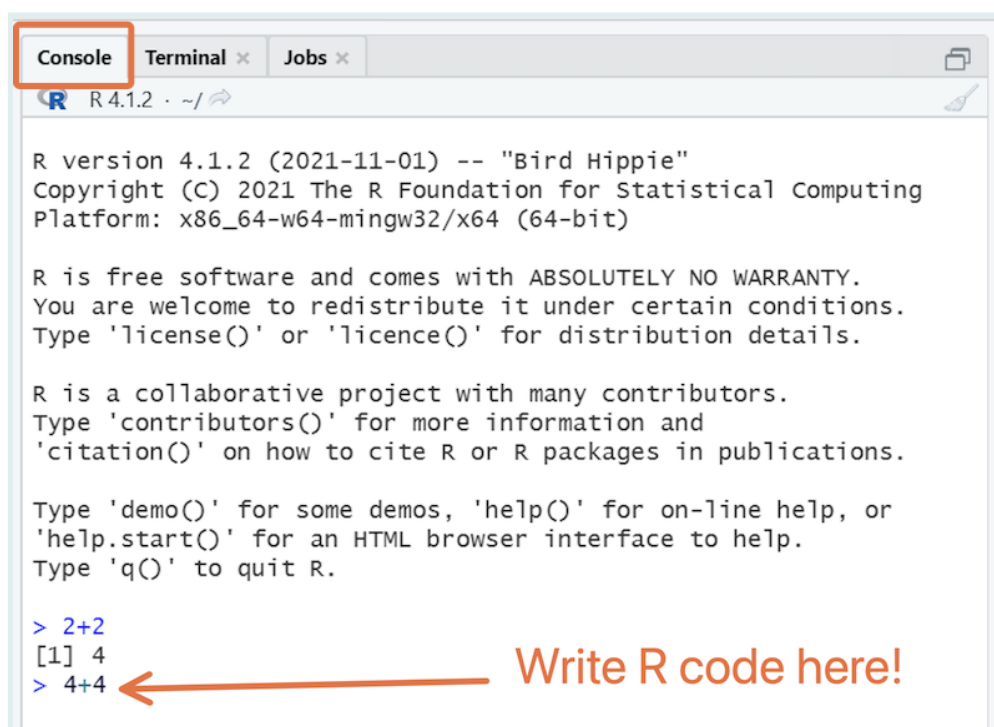 Console Terminal × Jobs ×
R R 4.1.2 · ~/
R version 4.1.2 (2021-11-01) -- "Bird Hippie"
Copyright (C) 2021 The R Foundation for Statistical Computing
Platform: x86_64-w64-mingw32/x64 (64-bit)
R is free software and comes with ABSOLUTELY NO WARRANTY.
You are welcome to redistribute it under certain conditions.
Type 'license()' or 'licence()' for distribution details.
R is a collaborative project with many contributors.
Type 'contributors()' for more information and
'citation()' on how to cite R or R packages in publications.
Type 'demo()' for some demos, 'help()' for on-line help, or
'help.start()' for an HTML browser interface to help.
Type 'q()' to quit R.
> 2+2
[1] 4
> 4+4
Write R code here!